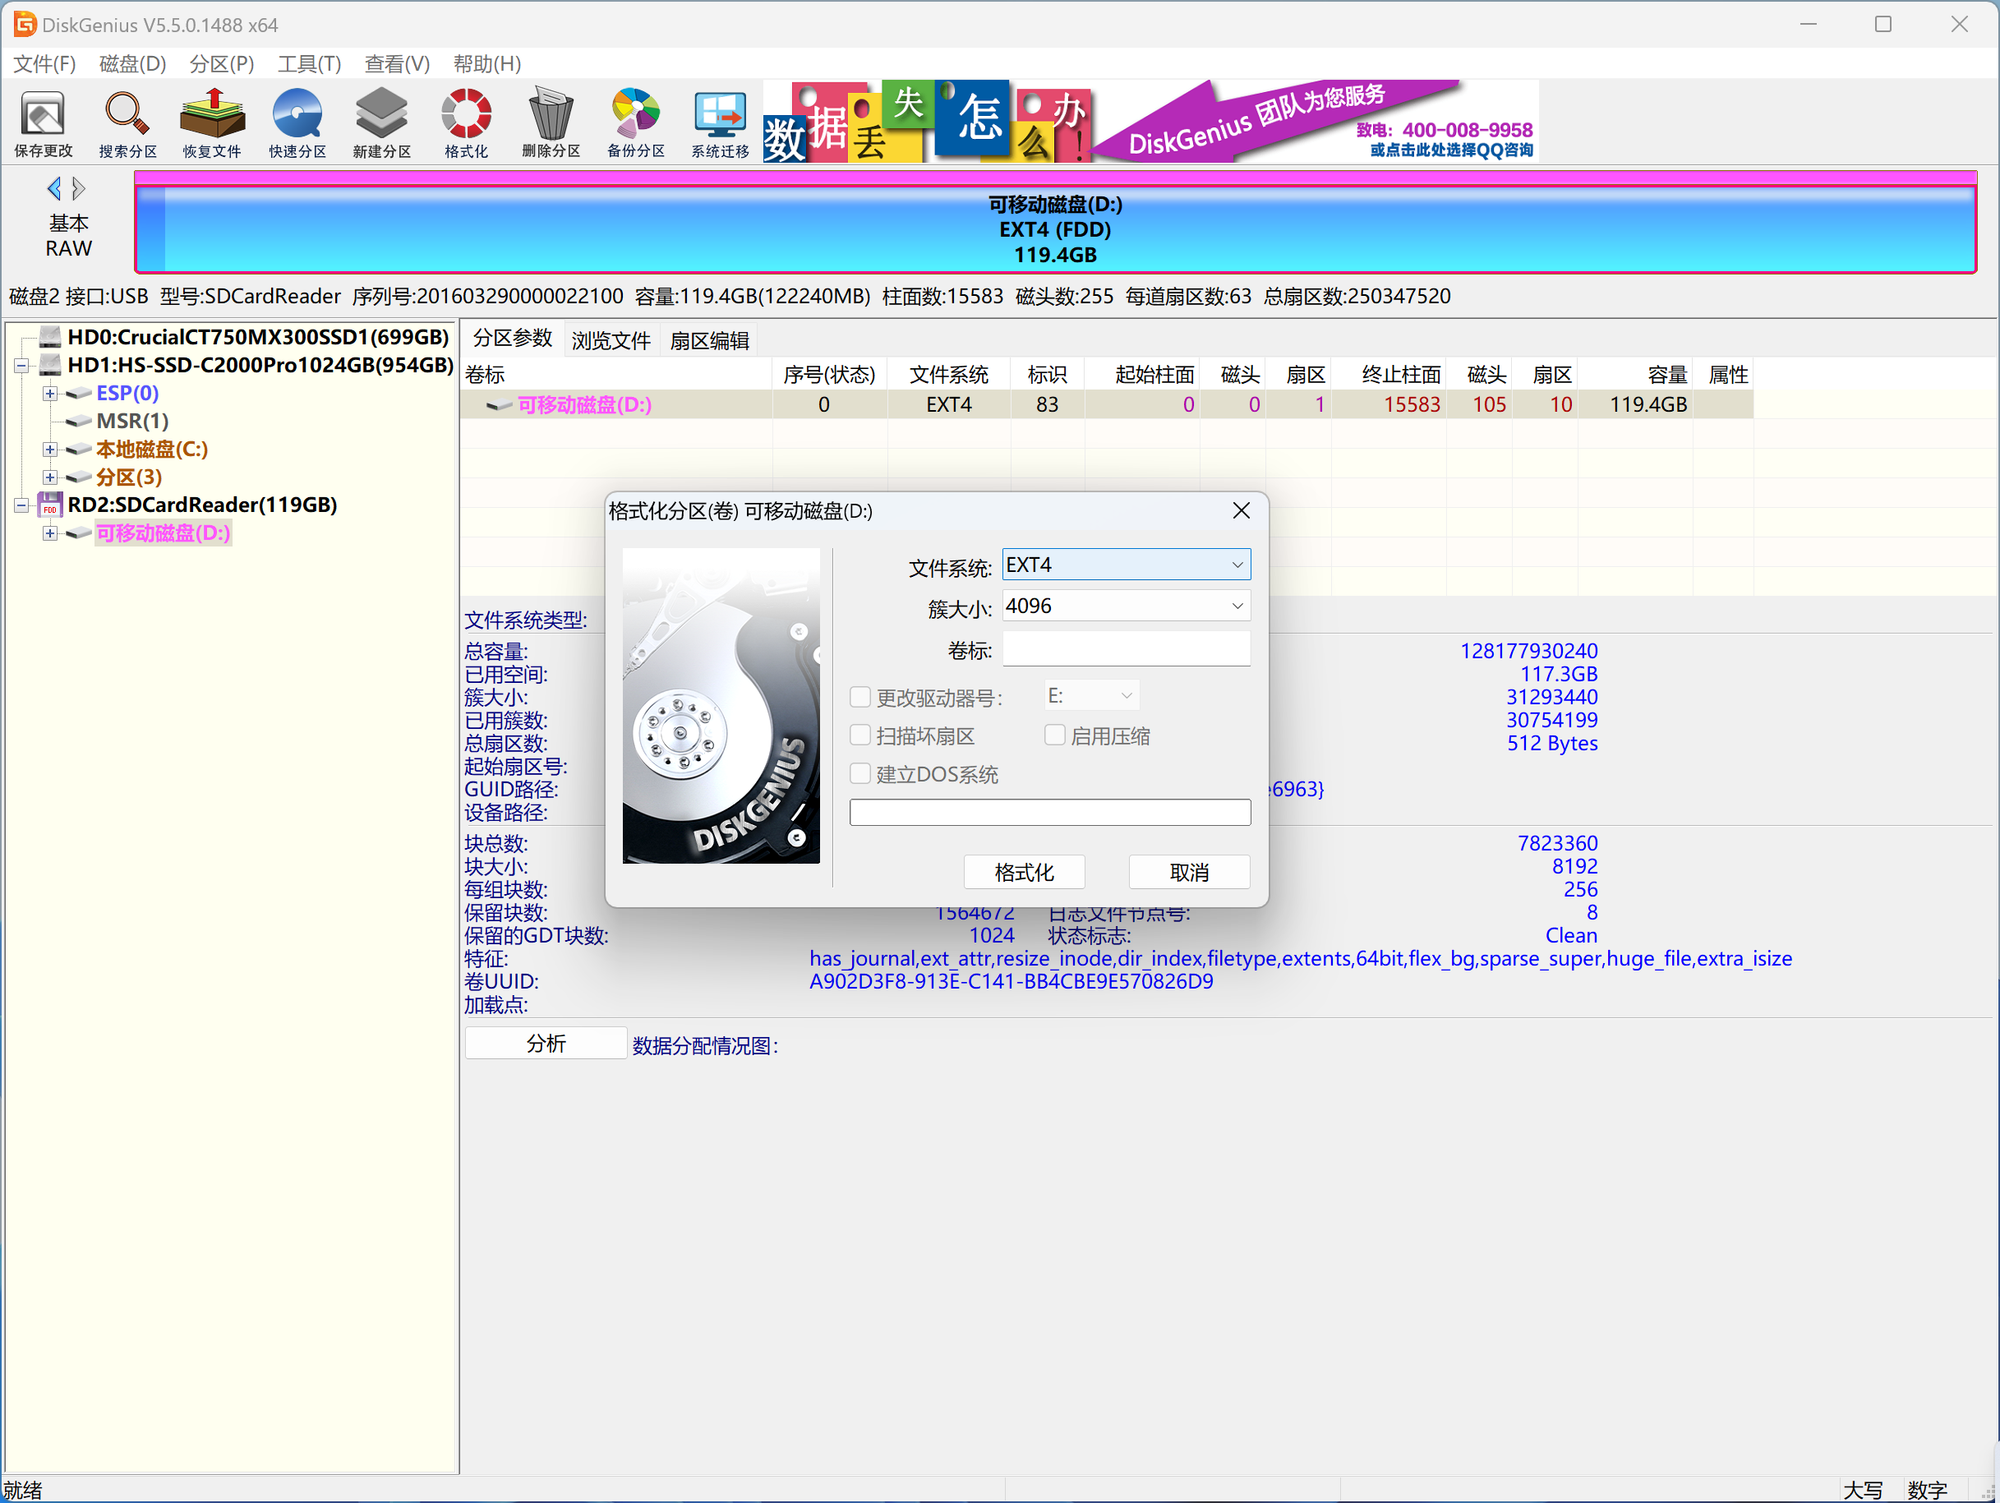 DiskGenius V5.5.0.1488 x64
文件(F) 磁盘(D) 分区(P) 工具(T) 查看(V) 帮助(H)
保存更改 搜索分区 恢复文件 快速分区 新建分区 格式化 删除分区 备份分区 系统迁移
数据丢失怎么办!
DiskGenius 团队为您服务
致电：400-008-9958
或点击此处选择QQ咨询
基本
RAW
可移动磁盘(D:)
EXT4 (FDD)
119.4GB
磁盘2 接口:USB 型号:SDCardReader 序列号:201603290000022100 容量:119.4GB(122240MB) 柱面数:15583 磁头数:255 每道扇区数:63 总扇区数:250347520
HD0:CrucialCT750MX300SSD1(699GB)
HD1:HS-SSD-C2000Pro1024GB(954GB)
ESP(0)
MSR(1)
本地磁盘(C:)
分区(3)
FDD
RD2:SDCardReader(119GB)
可移动磁盘(D:)
分区参数 浏览文件 扇区编辑
卷标 序号(状态) 文件系统 标识 起始柱面 磁头 扇区 终止柱面 磁头 扇区 容量 属性
可移动磁盘(D:) 0 EXT4 83 0 0 1 15583 105 10 119.4GB
格式化分区(卷) 可移动磁盘(D:)
DISKGENIUS
文件系统: EXT4
簇大小: 4096
卷标:
更改驱动器号: E:
扫描坏扇区 启用压缩
建立DOS系统
格式化 取消
文件系统类型:
总容量: 128177930240
已用空间: 117.3GB
簇大小: 31293440
已用簇数: 30754199
总扇区数: 512 Bytes
起始扇区号:
GUID路径: e6963}
设备路径:
块总数: 7823360
块大小: 8192
每组块数: 256
保留块数: 1564672 日志文件节点号: 8
保留的GDT块数: 1024 状态标志: Clean
特征: has_journal,ext_attr,resize_inode,dir_index,filetype,extents,64bit,flex_bg,sparse_super,huge_file,extra_isize
卷UUID: A902D3F8-913E-C141-BB4CBE9E570826D9
加载点:
分析 数据分配情况图:
就绪 大写 数字